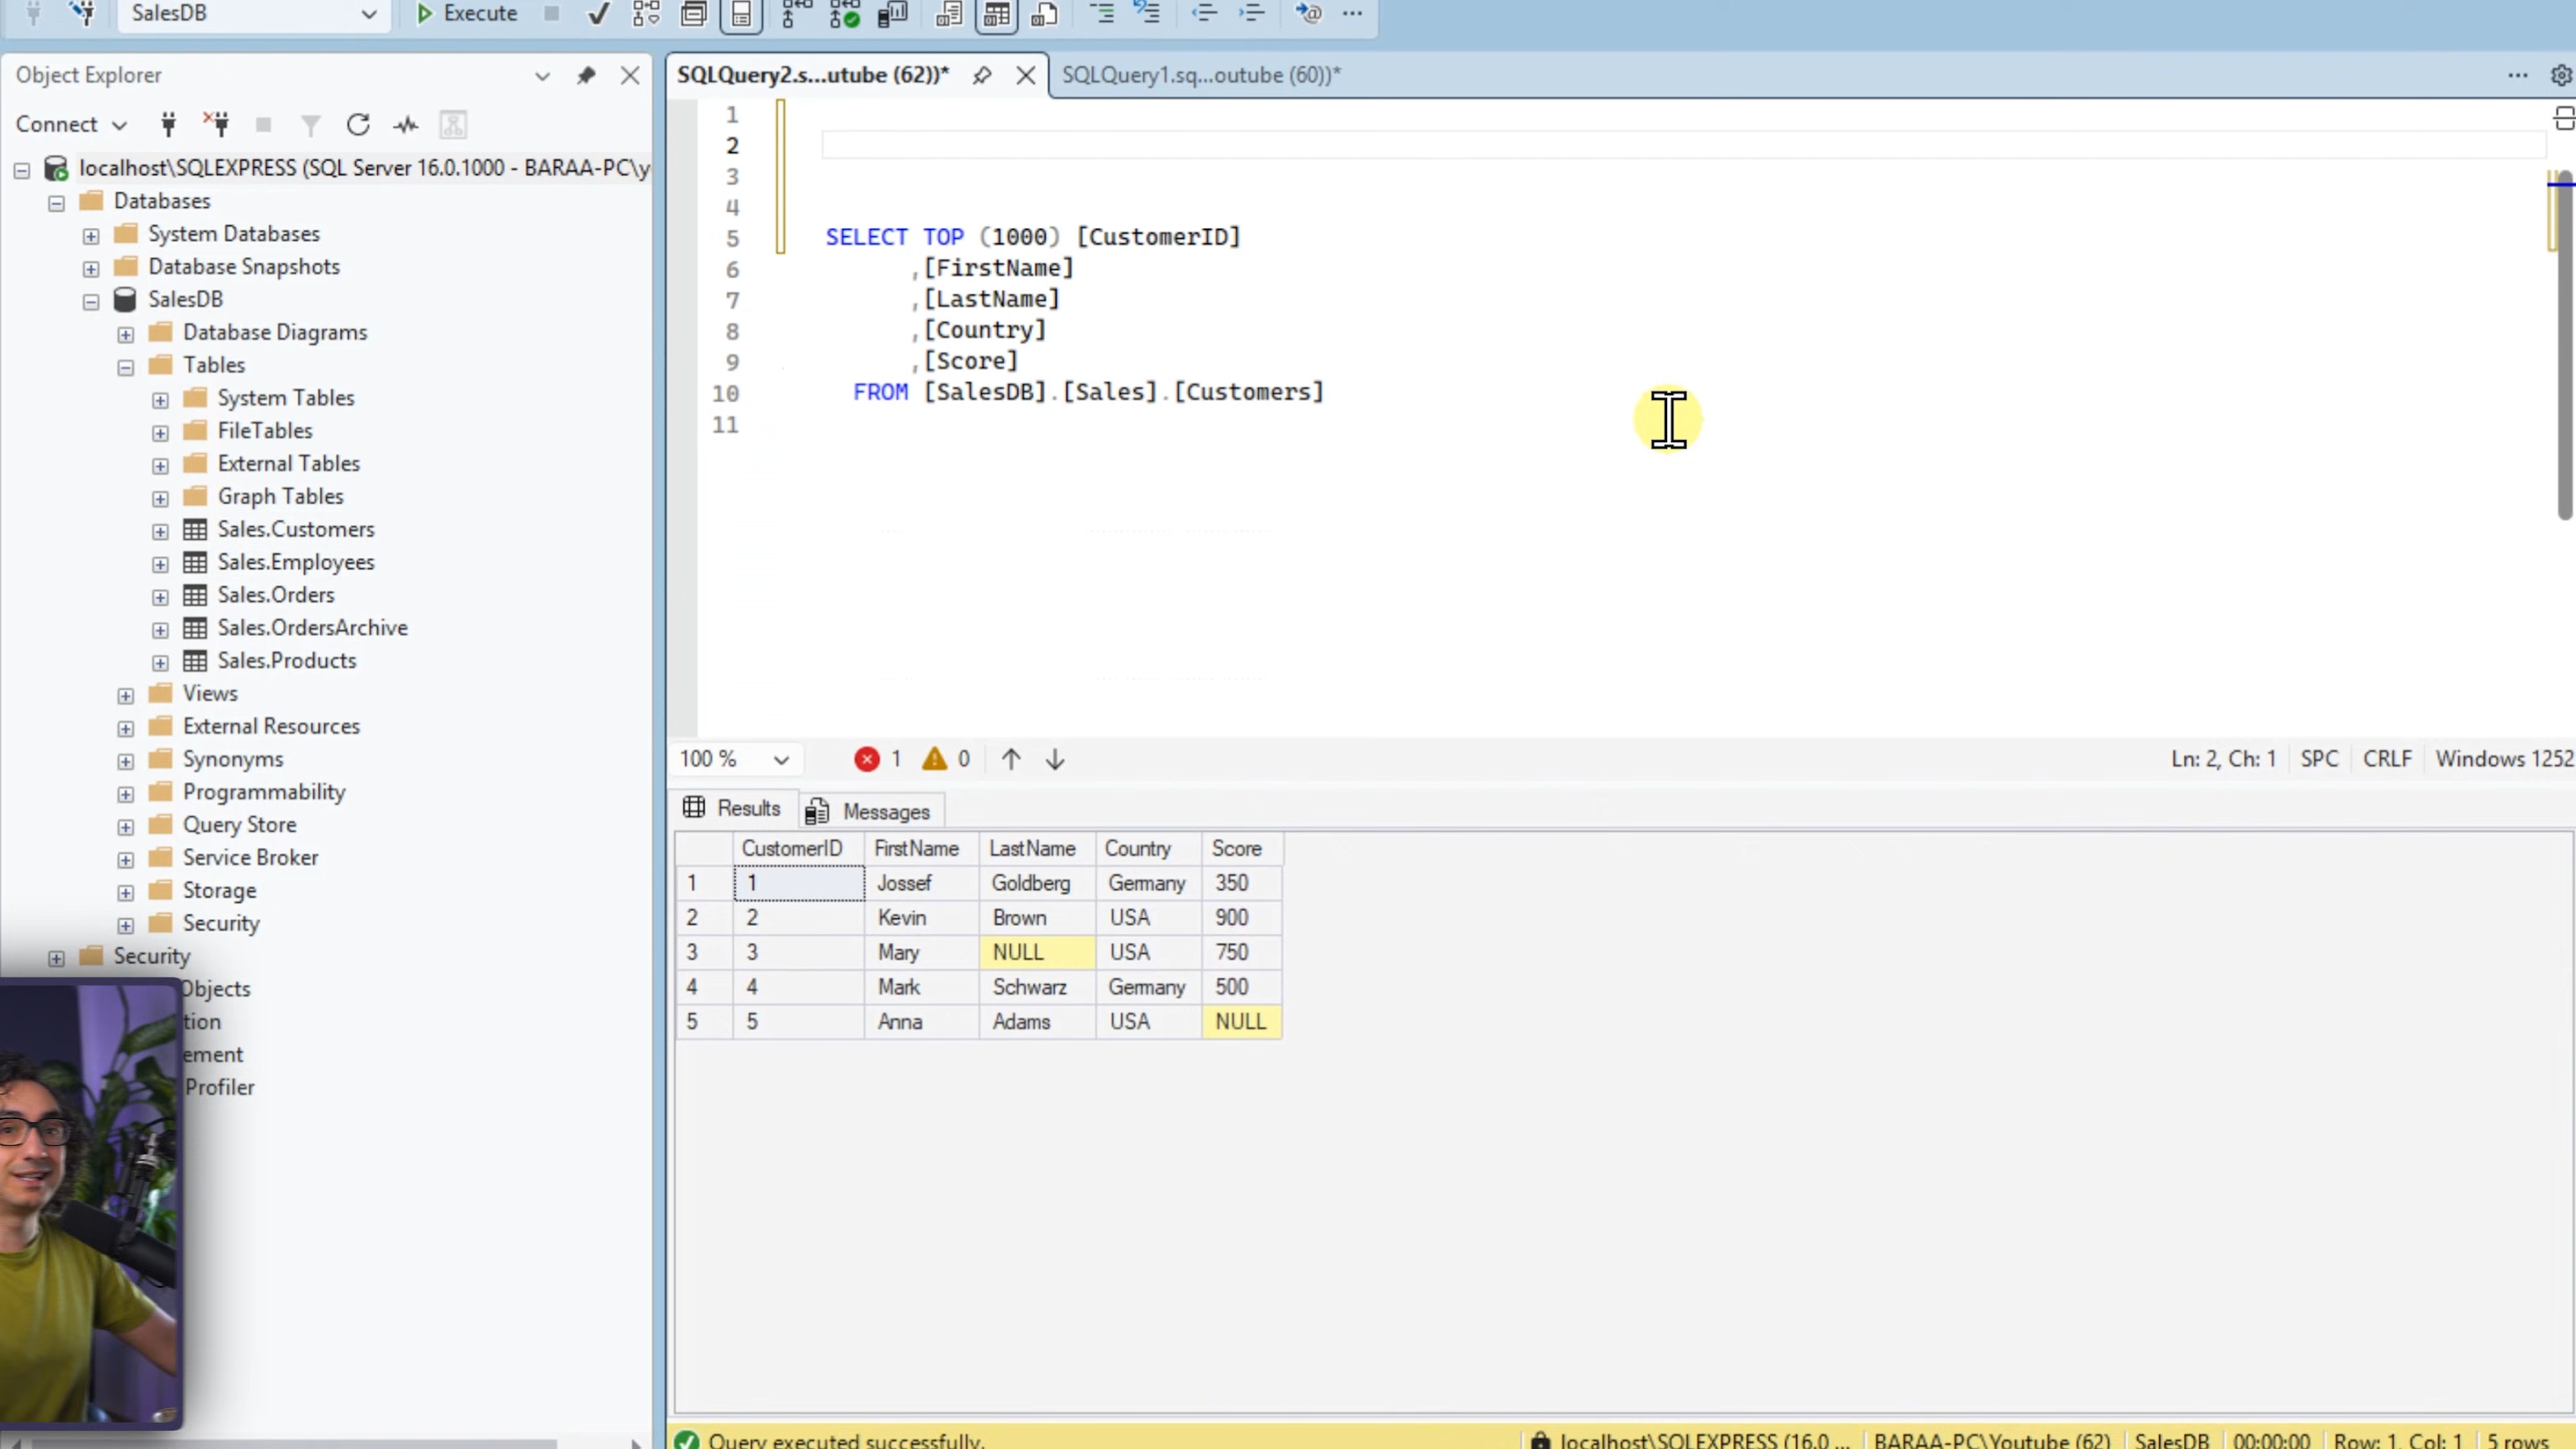 SalesDB
Execute
Object Explorer
Connect
localhost\SQLEXPRESS (SQL Server 16.0.1000 - BARAA-PC\y
Databases
System Databases
Database Snapshots
SalesDB
Database Diagrams
Tables
System Tables
FileTables
External Tables
Graph Tables
Sales.Customers
Sales.Employees
Sales.Orders
Sales.OrdersArchive
Sales.Products
Views
External Resources
Synonyms
Programmability
Query Store
Service Broker
Storage
Security
Security
Objects
tion
ement
Profiler
SQLQuery2.s...utube (62))*
SQLQuery1.sq...outube (60))*
1
2
3
4
5 SELECT TOP (1000) [CustomerID]
6 ,[FirstName]
7 ,[LastName]
8 ,[Country]
9 ,[Score]
10 FROM [SalesDB].[Sales].[Customers]
11
100 % 1 0 Ln: 2, Ch: 1 SPC CRLF Windows 1252
Results Messages
CustomerID FirstName LastName Country Score
1 1 Jossef Goldberg Germany 350
2 2 Kevin Brown USA 900
3 3 Mary NULL USA 750
4 4 Mark Schwarz Germany 500
5 5 Anna Adams USA NULL
Query executed successfully. localhost\SQLEXPRESS (16.0 ... BARAA-PC\Youtube (62) SalesDB 00:00:00 Row: 1, Col: 1 5 rows